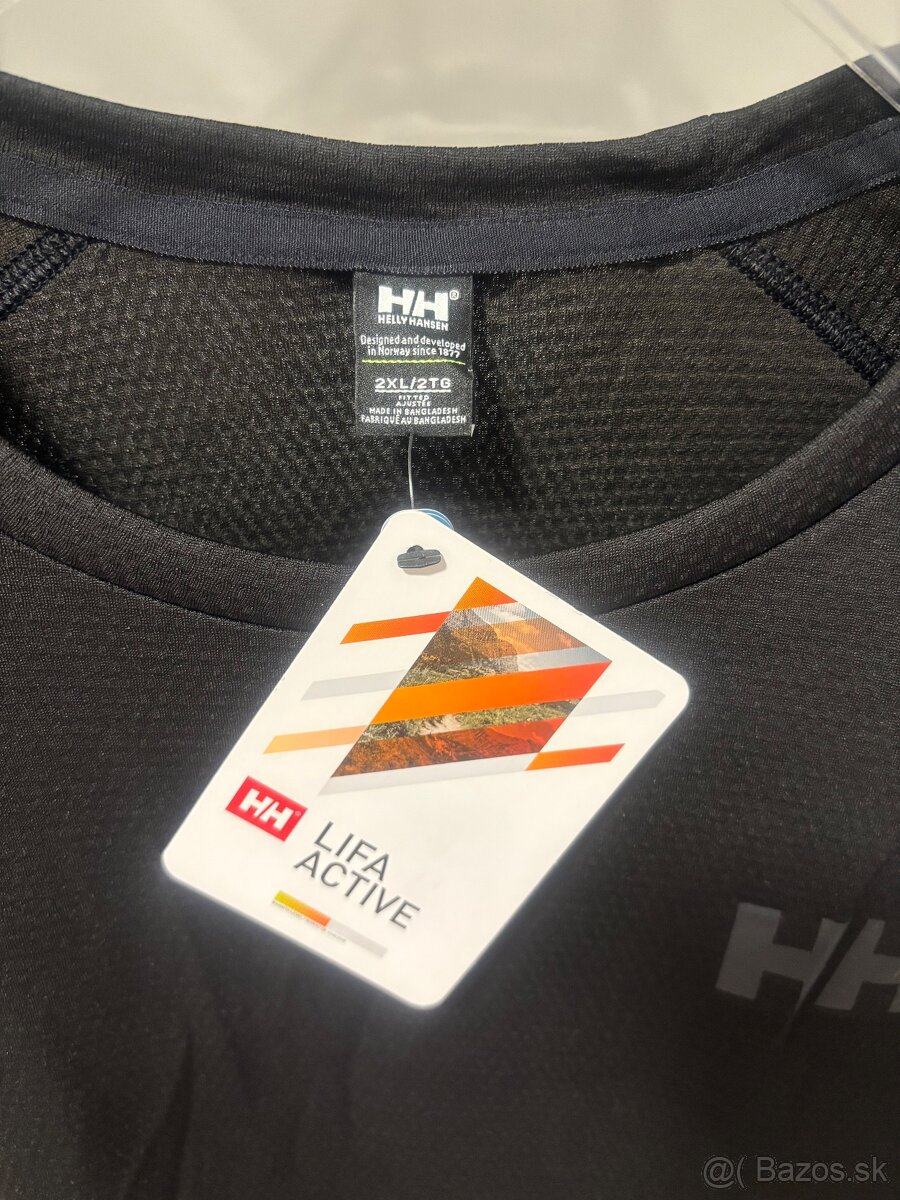 HH®
HELLY HANSEN
Designed and developed
in Norway since 1877
2XL/2TG
FITTED
AJUSTÉE
MADE IN BANGLADESH
FABRIQUÉ AU BANGLADESH
HH®
LIFA
ACTIVE
HH
@( Bazos.sk